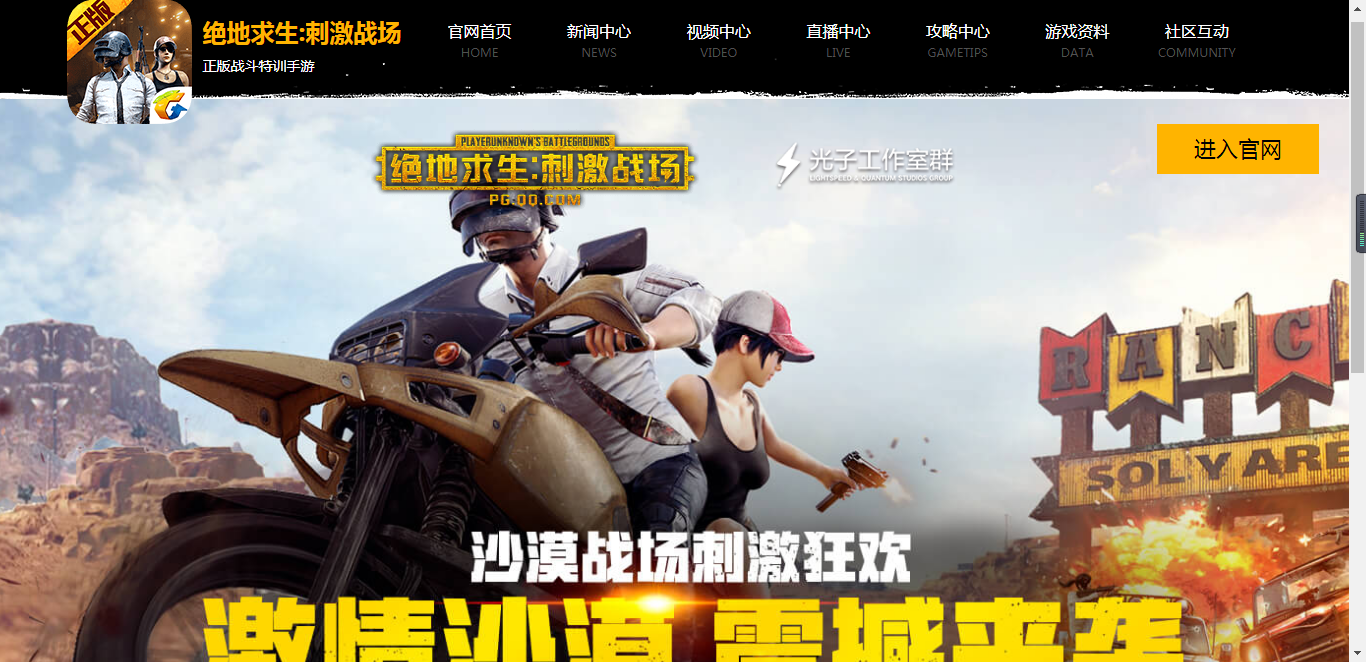 正版
绝地求生:刺激战场
正版战斗特训手游
官网首页 新闻中心 视频中心 直播中心 攻略中心 游戏资料 社区互动
HOME NEWS VIDEO LIVE GAMETIPS DATA COMMUNITY
PLAYERUNKNOWN'S BATTLEGROUNDS
绝地求生:刺激战场
PG.QQ.COM
光子工作室群
LIGHTSPEED & QUANTUM STUDIOS GROUP
进入官网
RANC
SOLY ARE
沙漠战场刺激狂欢
激情沙漠 震撼来袭